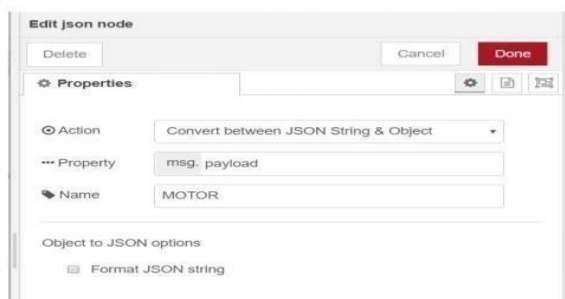 Edit json node
Delete Cancel Done
Properties
Action Convert between JSON String & Object
Property msg. payload
Name MOTOR
Object to JSON options
Format JSON string